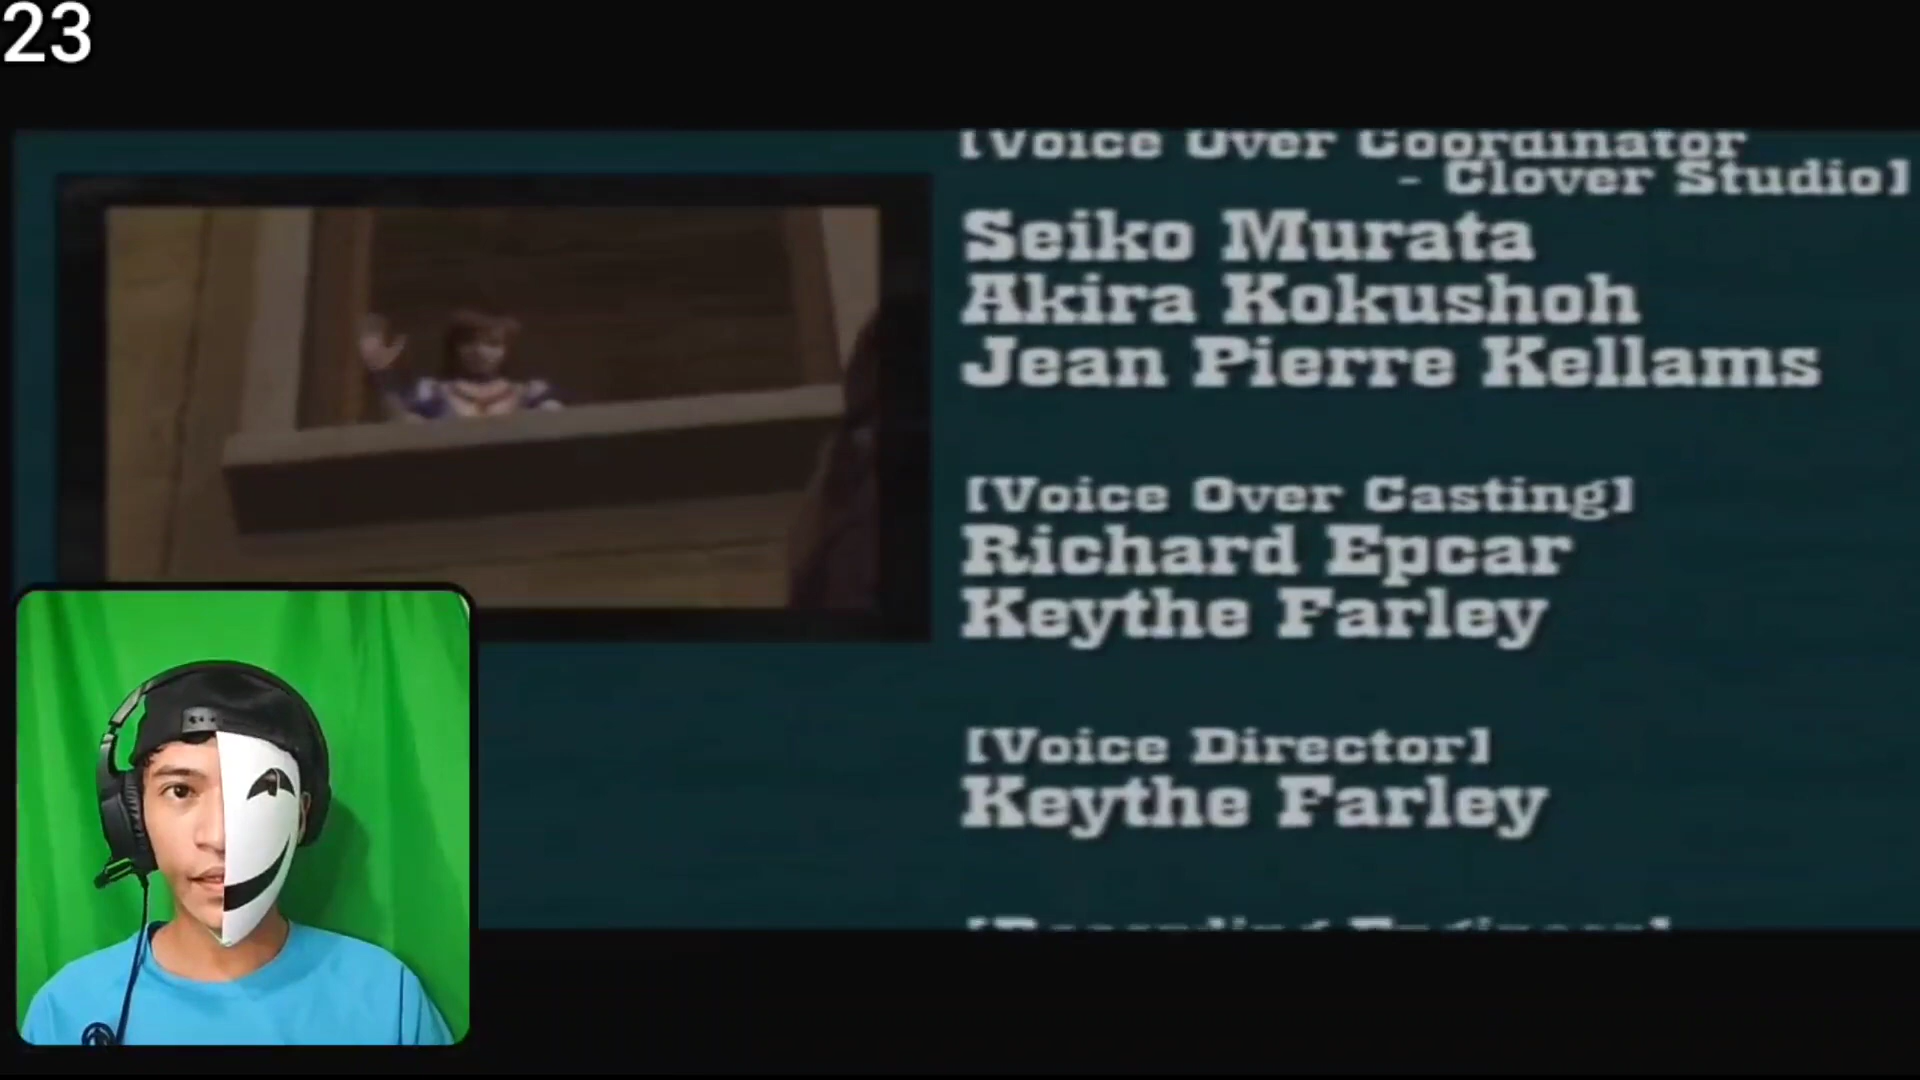 23
[Voice Over Coordinator
- Clover Studio]
Seiko Murata
Akira Kokushoh
Jean Pierre Kellams
[Voice Over Casting]
Richard Epcar
Keythe Farley
[Voice Director]
Keythe Farley